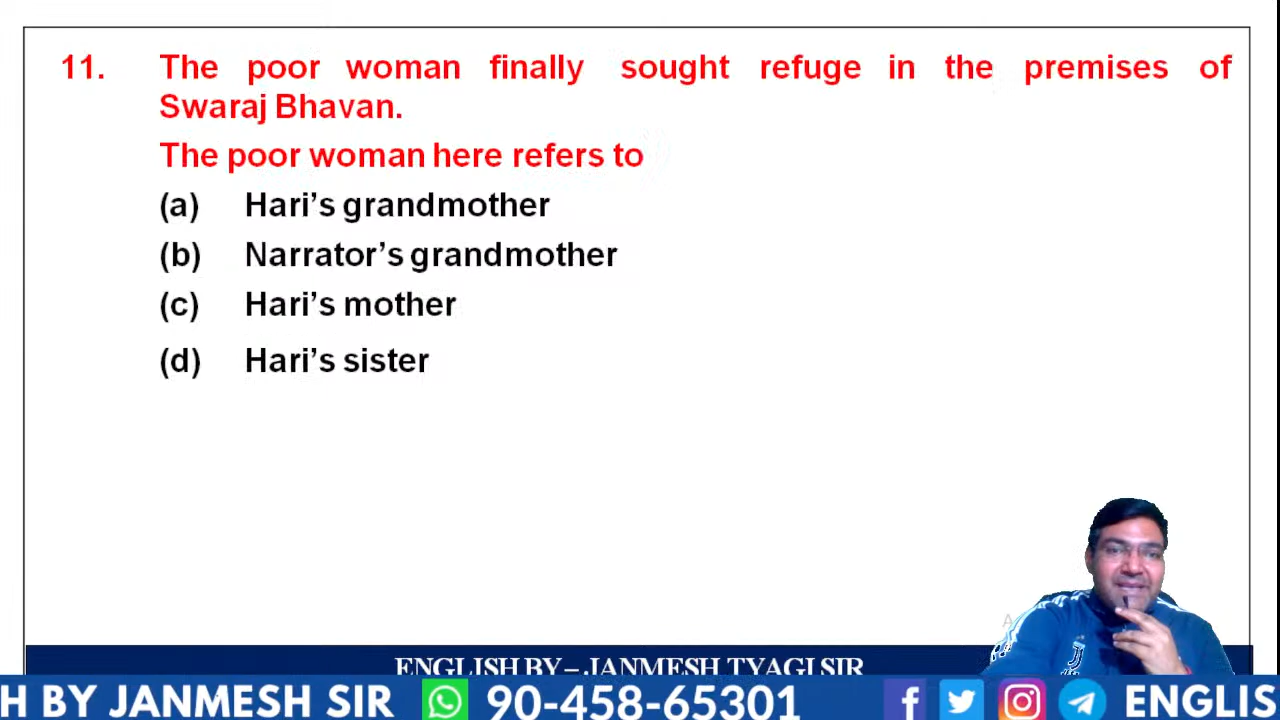 11. The poor woman finally sought refuge in the premises of
Swaraj Bhavan.
The poor woman here refers to
(a) Hari’s grandmother
(b) Narrator’s grandmother
(c) Hari’s mother
(d) Hari’s sister
ENGLISH BY – JANMESH TYAGI SIR
H BY JANMESH SIR 90-458-65301 ENGLIS